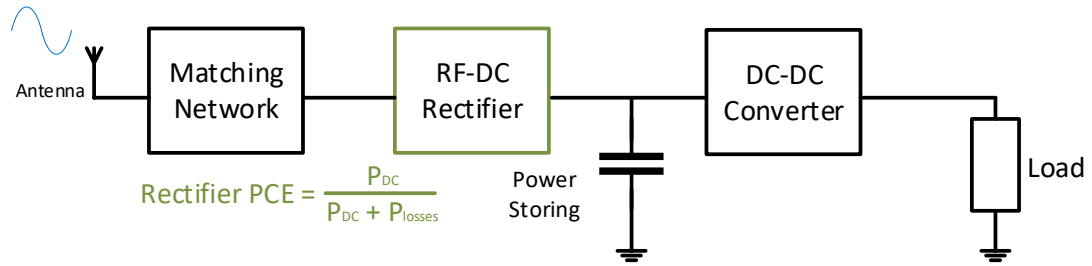 Antenna
Matching
Network
RF-DC
Rectifier
DC-DC
Converter
Power
Storing
Load
Rectifier PCE = P_DC / P_DC + P_losses